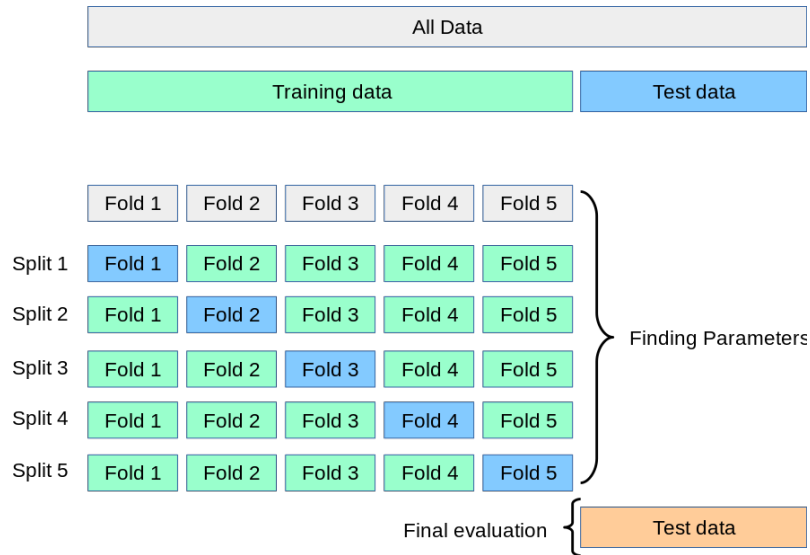 All Data
Training data Test data
Fold 1 Fold 2 Fold 3 Fold 4 Fold 5
Split 1 Fold 1 Fold 2 Fold 3 Fold 4 Fold 5
Split 2 Fold 1 Fold 2 Fold 3 Fold 4 Fold 5
Finding Parameters
Split 3 Fold 1 Fold 2 Fold 3 Fold 4 Fold 5
Split 4 Fold 1 Fold 2 Fold 3 Fold 4 Fold 5
Split 5 Fold 1 Fold 2 Fold 3 Fold 4 Fold 5
Final evaluation Test data